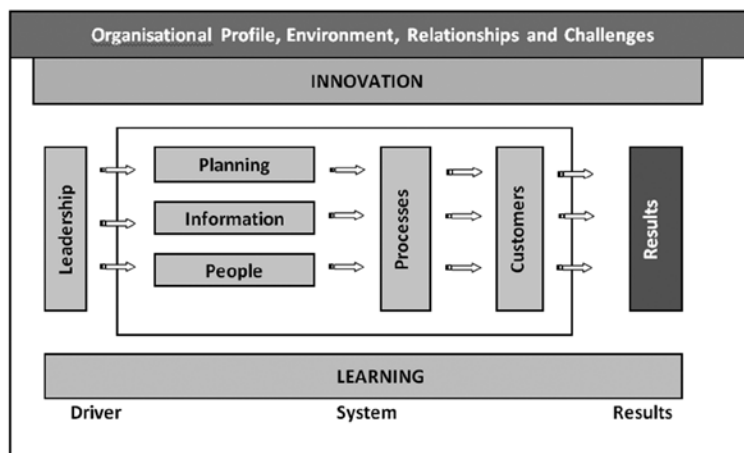 Organisational Profile, Environment, Relationships and Challenges
INNOVATION
Leadership
Planning
Information
People
Processes
Customers
Results
LEARNING
Driver
System
Results